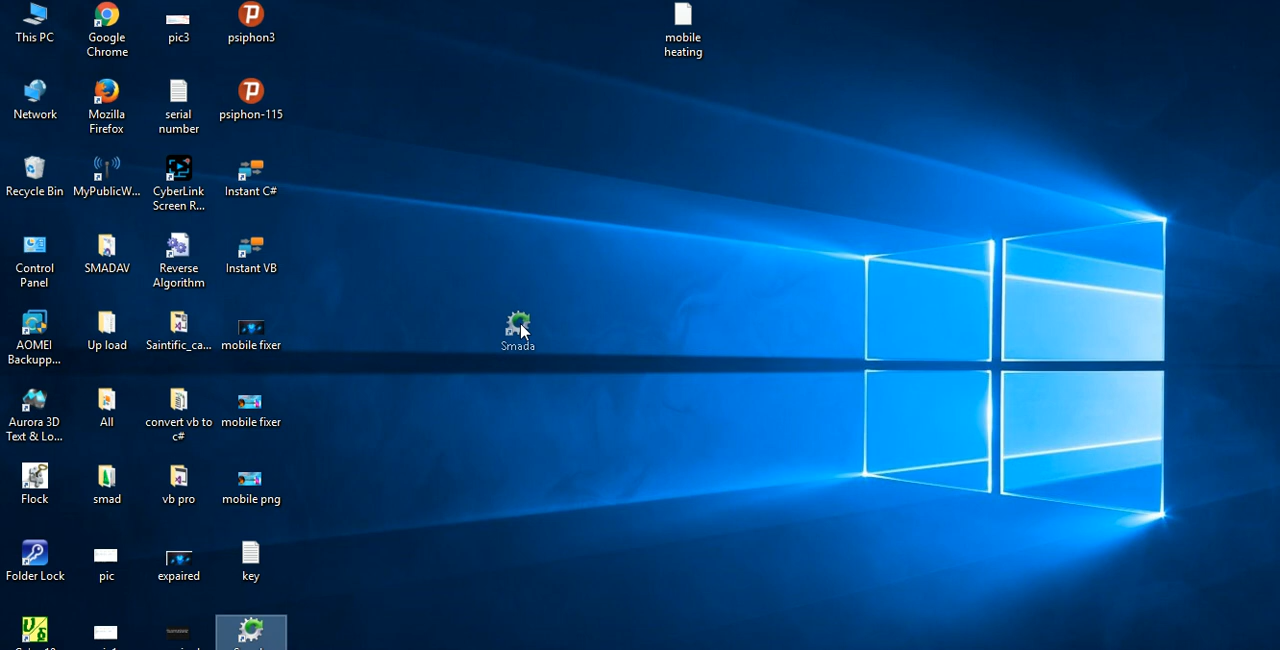 This PC
Google
Chrome
pic3
psiphon3
mobile
heating
Network
Mozilla
Firefox
serial
number
psiphon-115
Recycle Bin
MyPublicW...
CyberLink
Screen R...
Instant C#
Control
Panel
SMADAV
Reverse
Algorithm
Instant VB
AOMEI
Backupp...
Up load
Saintific_ca...
mobile fixer
Smada
Aurora 3D
Text & Lo...
All
convert vb to
c#
mobile fixer
Flock
smad
vb pro
mobile png
Folder Lock
pic
expaired
key